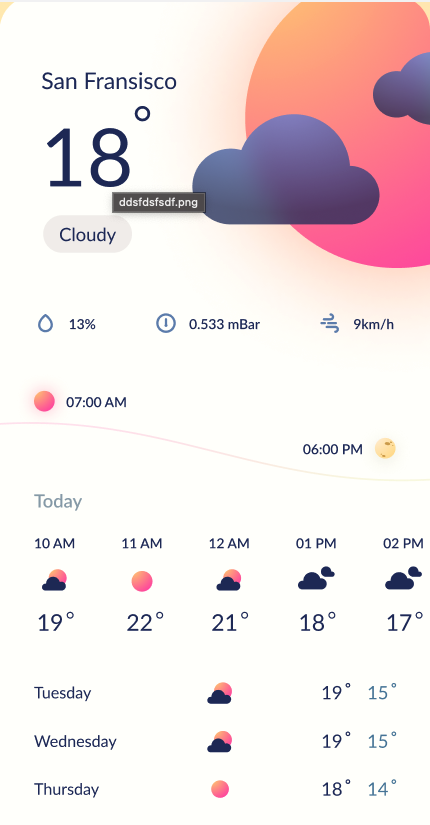 San Fransisco
18°
ddsfdsfsdf.png
Cloudy
13% 0.533 mBar 9km/h
07:00 AM
06:00 PM
Today
10 AM 11 AM 12 AM 01 PM 02 PM
19° 22° 21° 18° 17°
Tuesday 19° 15°
Wednesday 19° 15°
Thursday 18° 14°